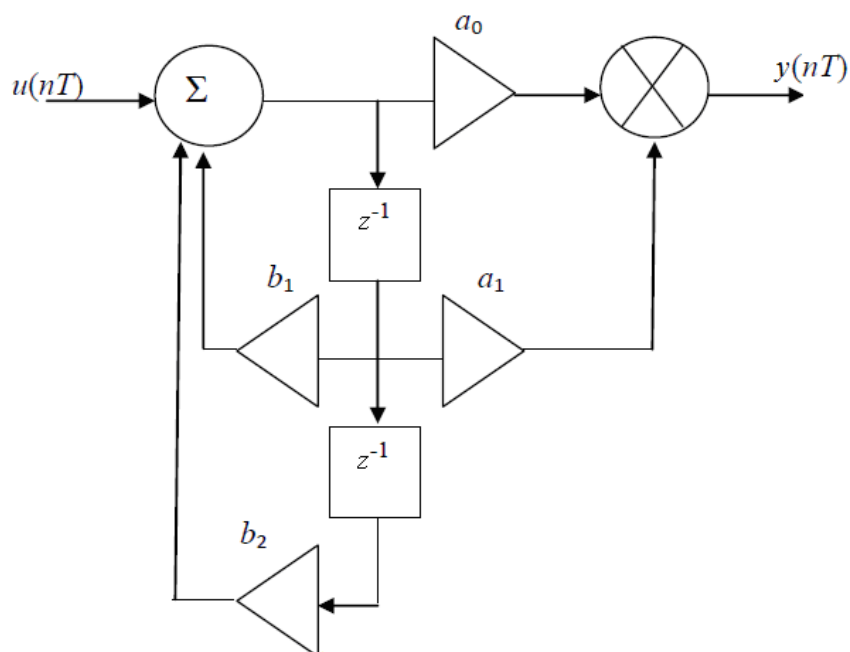 a₀
u(nT)
Σ
y(nT)
z⁻¹
b₁
a₁
z⁻¹
b₂